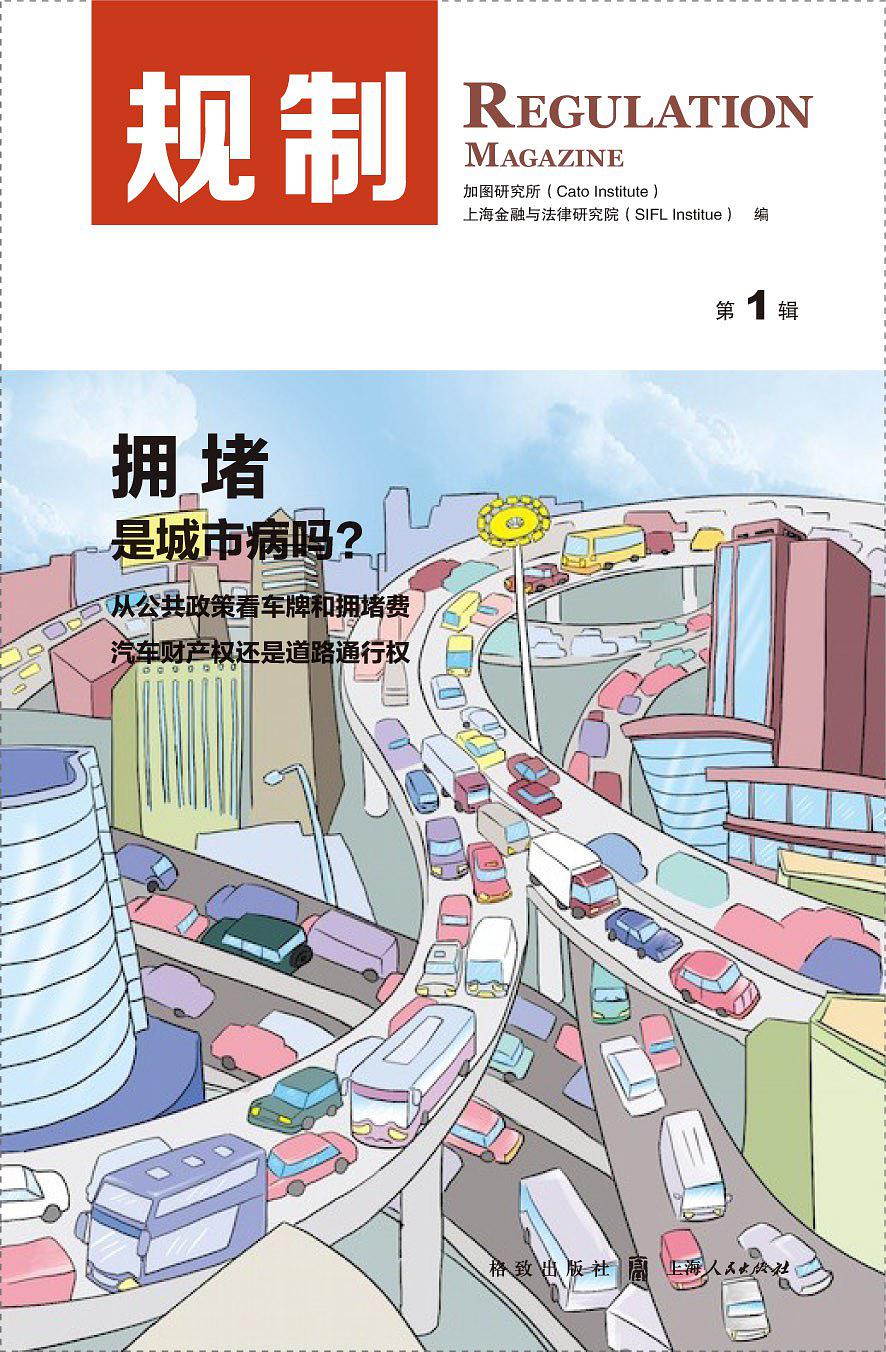 规制
REGULATION
MAGAZINE
加图研究所（Cato Institute）
上海金融与法律研究院（SIFL Institue） 编
第 1 辑
拥堵
是城市病吗？
从公共政策看车牌和拥堵费
汽车财产权还是道路通行权
格致出版社 上海人民出版社